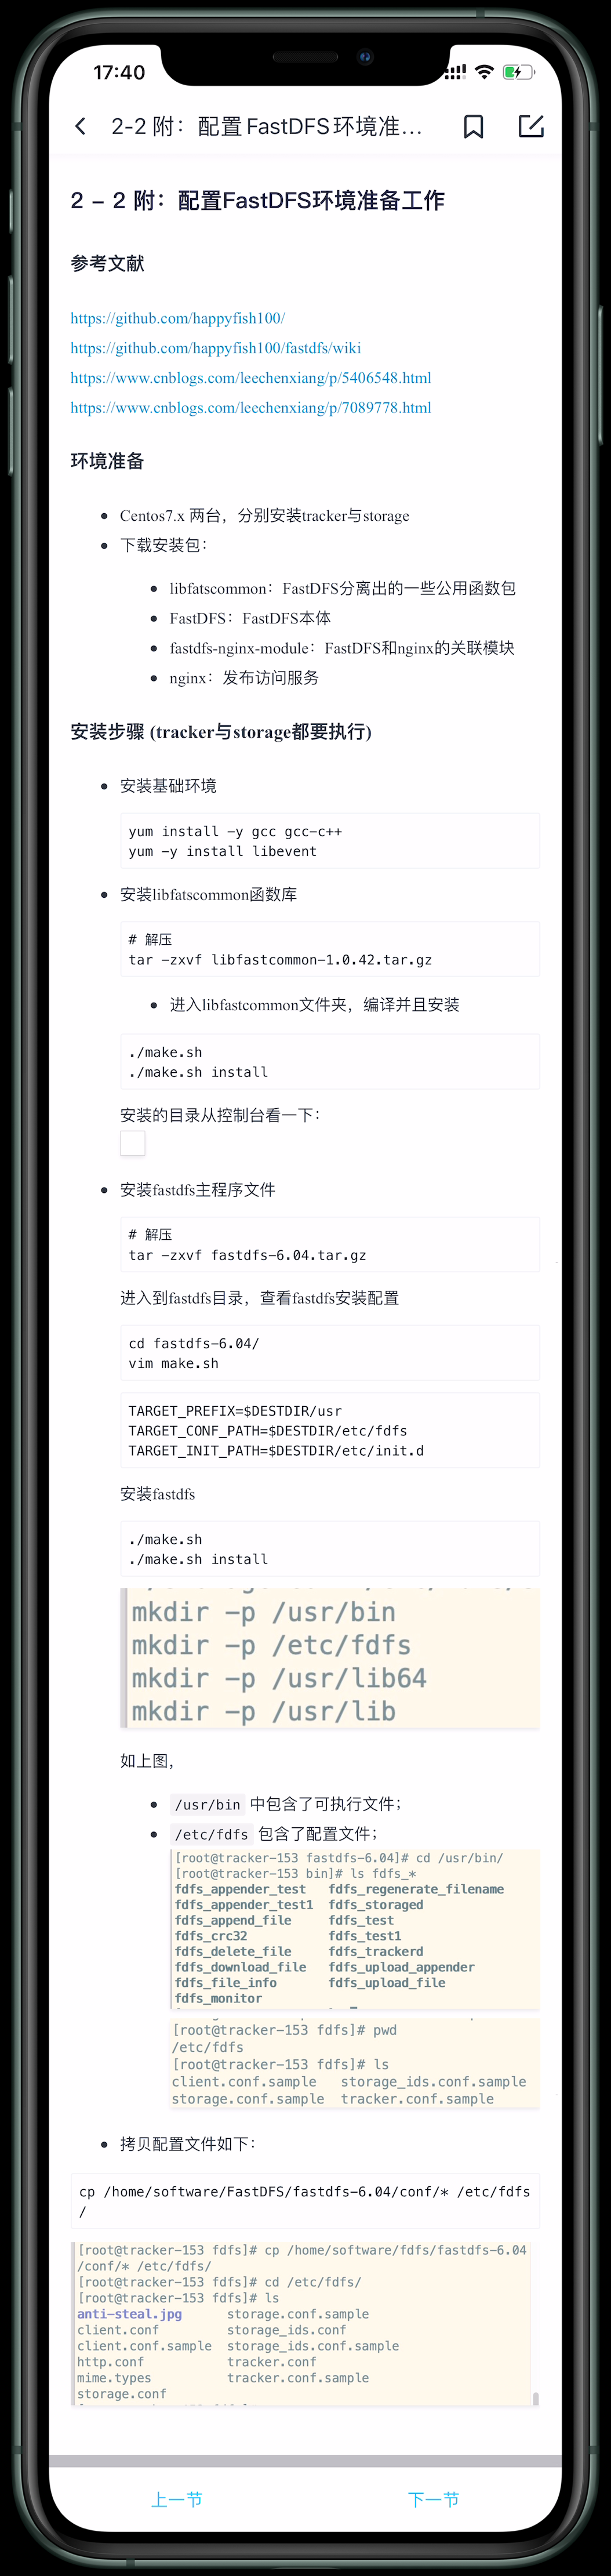 17:40
2-2 附：配置 FastDFS 环境准...
2 - 2 附：配置FastDFS环境准备工作
参考文献
https://github.com/happyfish100/
https://github.com/happyfish100/fastdfs/wiki
https://www.cnblogs.com/leechenxiang/p/5406548.html
https://www.cnblogs.com/leechenxiang/p/7089778.html
环境准备
Centos7.x 两台，分别安装tracker与storage
下载安装包：
libfatscommon：FastDFS分离出的一些公用函数包
FastDFS：FastDFS本体
fastdfs-nginx-module：FastDFS和nginx的关联模块
nginx：发布访问服务
安装步骤 (tracker与storage都要执行)
安装基础环境
yum install -y gcc gcc-c++
yum -y install libevent
安装libfatscommon函数库
# 解压
tar -zxvf libfastcommon-1.0.42.tar.gz
进入libfastcommon文件夹，编译并且安装
./make.sh
./make.sh install
安装的目录从控制台看一下：
安装fastdfs主程序文件
# 解压
tar -zxvf fastdfs-6.04.tar.gz
进入到fastdfs目录，查看fastdfs安装配置
cd fastdfs-6.04/
vim make.sh
TARGET_PREFIX=$DESTDIR/usr
TARGET_CONF_PATH=$DESTDIR/etc/fdfs
TARGET_INIT_PATH=$DESTDIR/etc/init.d
安装fastdfs
./make.sh
./make.sh install
mkdir -p /usr/bin
mkdir -p /etc/fdfs
mkdir -p /usr/lib64
mkdir -p /usr/lib
如上图，
/usr/bin 中包含了可执行文件；
/etc/fdfs 包含了配置文件；
[root@tracker-153 fastdfs-6.04]# cd /usr/bin/
[root@tracker-153 bin]# ls fdfs_*
fdfs_appender_test fdfs_regenerate_filename
fdfs_appender_test1 fdfs_storaged
fdfs_append_file fdfs_test
fdfs_crc32 fdfs_test1
fdfs_delete_file fdfs_trackerd
fdfs_download_file fdfs_upload_appender
fdfs_file_info fdfs_upload_file
fdfs_monitor
[root@tracker-153 fdfs]# pwd
/etc/fdfs
[root@tracker-153 fdfs]# ls
client.conf.sample storage_ids.conf.sample
storage.conf.sample tracker.conf.sample
拷贝配置文件如下：
cp /home/software/FastDFS/fastdfs-6.04/conf/* /etc/fdfs
/
[root@tracker-153 fdfs]# cp /home/software/fdfs/fastdfs-6.04
/conf/* /etc/fdfs/
[root@tracker-153 fdfs]# cd /etc/fdfs/
[root@tracker-153 fdfs]# ls
anti-steal.jpg storage.conf.sample
client.conf storage_ids.conf
client.conf.sample storage_ids.conf.sample
http.conf tracker.conf
mime.types tracker.conf.sample
storage.conf
上一节 下一节